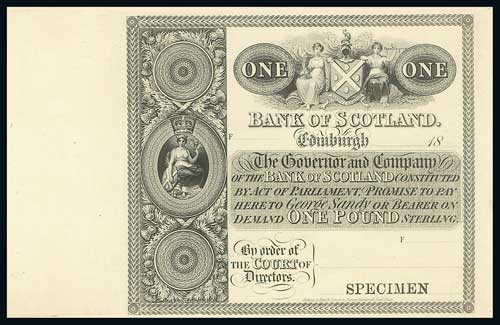 ONE ONE
BANK OF SCOTLAND,
F
Edinburgh 18
The Governor and Company
OF THE BANK OF SCOTLAND CONSTITUTED
BY ACT OF PARLIAMENT, PROMISE TO PAY
HERE TO George Sandy OR BEARER ON
DEMAND ONE POUND STERLING.
F
By order of
THE COURT OF
Directors.
SPECIMEN